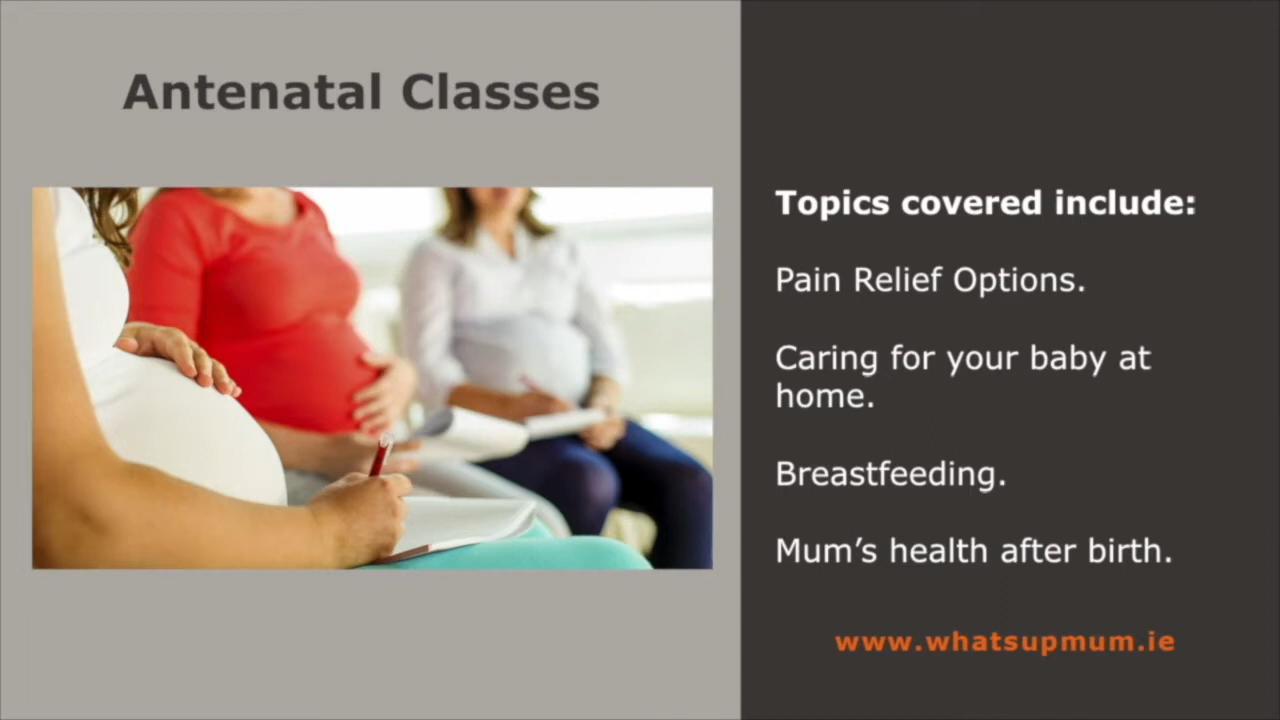 Antenatal Classes
Topics covered include:
Pain Relief Options.
Caring for your baby at
home.
Breastfeeding.
Mum’s health after birth.
www.whatsupmum.ie